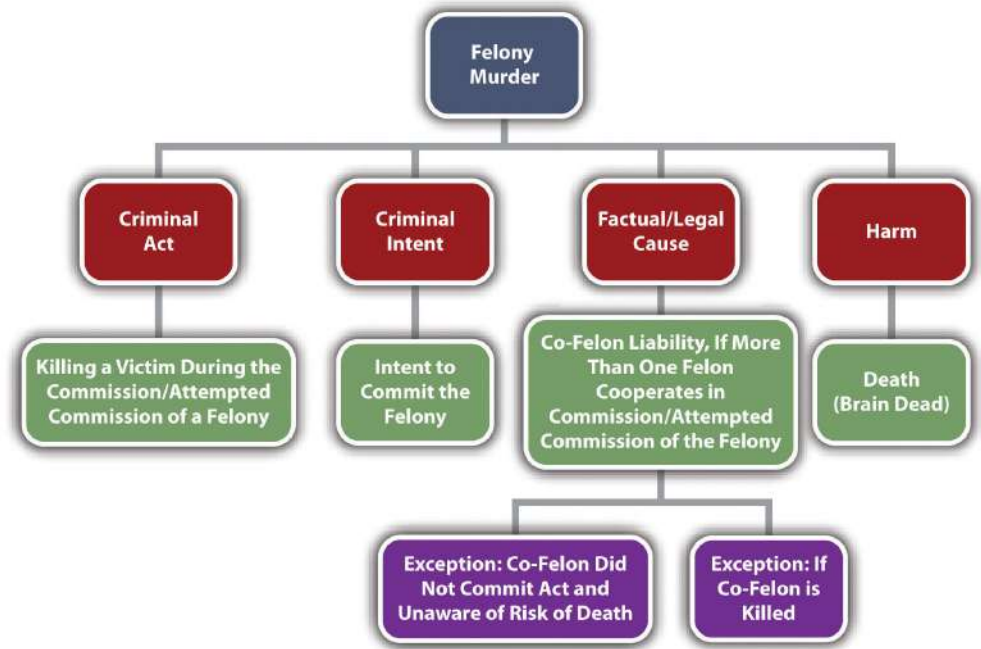 Felony
Murder
Criminal
Act
Criminal
Intent
Factual/Legal
Cause
Harm
Killing a Victim During the
Commission/Attempted
Commission of a Felony
Intent to
Commit the
Felony
Co-Felon Liability, If More
Than One Felon
Cooperates in
Commission/Attempted
Commission of the Felony
Death
(Brain Dead)
Exception: Co-Felon Did
Not Commit Act and
Unaware of Risk of Death
Exception: If
Co-Felon is
Killed